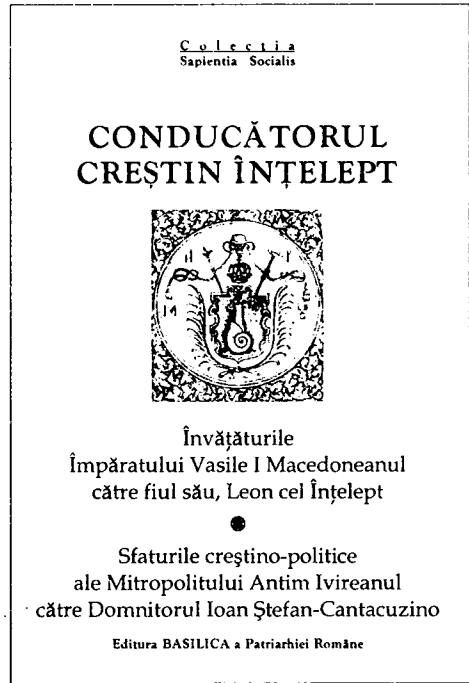 Colecția
Sapientia Socialis
CONDUCĂTORUL
CREȘTIN ÎNȚELEPT
Învățăturile
Împăratului Vasile I Macedoneanul
către fiul său, Leon cel Înțelept
•
Sfaturile creștino-politice
ale Mitropolitului Antim Ivireanul
către Domnitorul Ioan Ștefan-Cantacuzino
Editura BASILICA a Patriarhiei Române